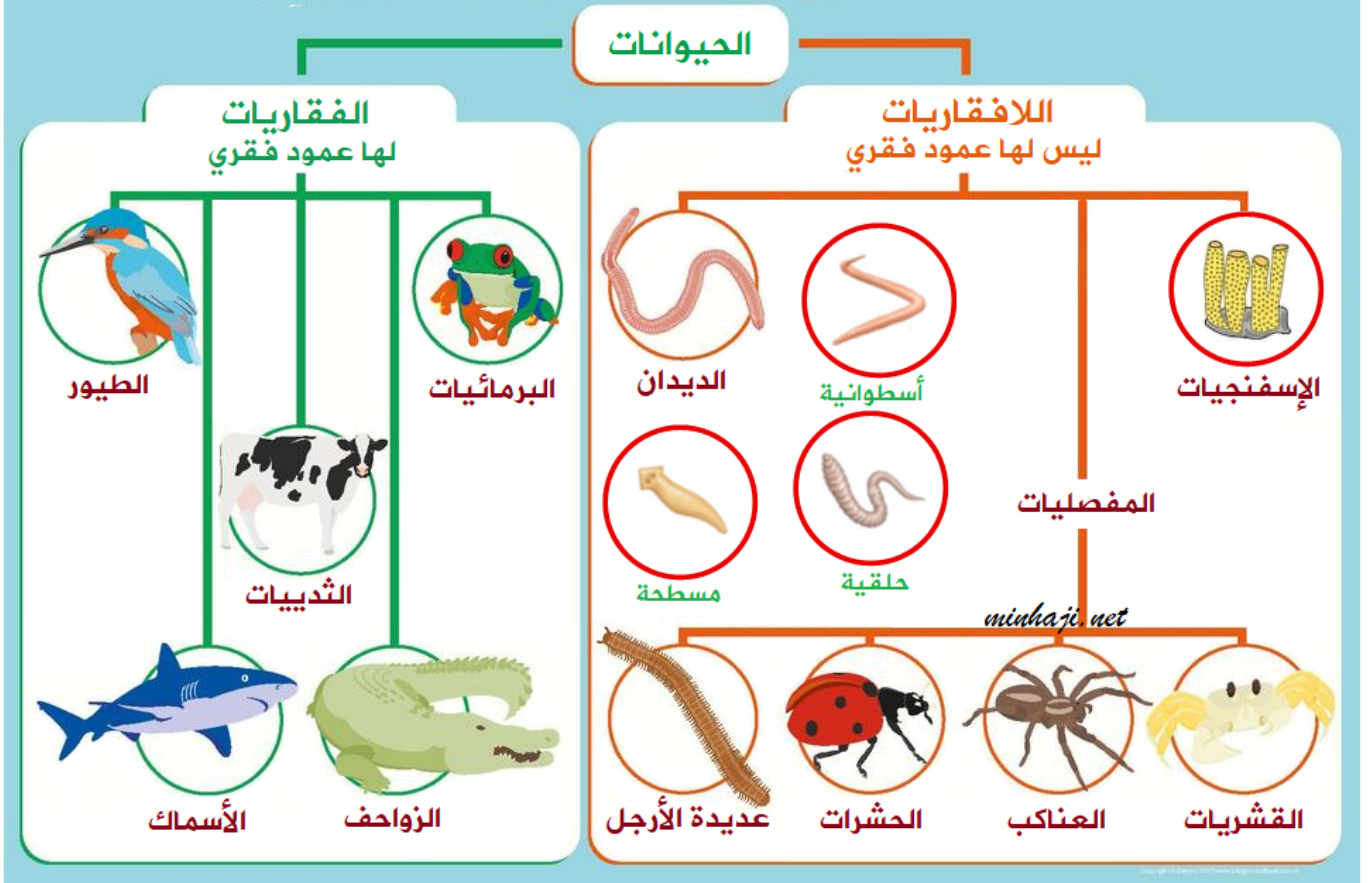 الحيوانات
اللافقاريات
ليس لها عمود فقري
الإسفنجيات
أسطوانية
الديدان
حلقية
مسطحة
المفصليات
minhaji.net
القشريات
العناكب
الحشرات
عديدة الأرجل
الفقاريات
لها عمود فقري
البرمائيات
الطيور
الثدييات
الزواحف
الأسماك